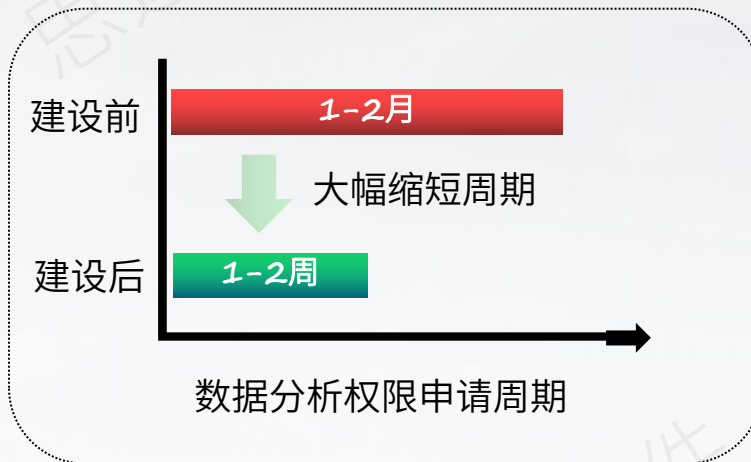 建设前
1-2月
大幅缩短周期
建设后
1-2周
数据分析权限申请周期